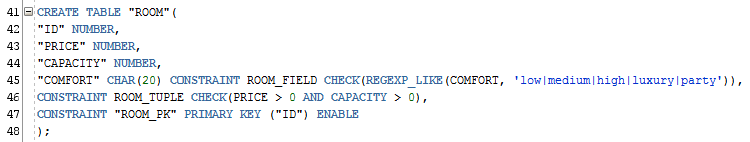 41 CREATE TABLE "ROOM"(
42 "ID" NUMBER,
43 "PRICE" NUMBER,
44 "CAPACITY" NUMBER,
45 "COMFORT" CHAR(20) CONSTRAINT ROOM_FIELD CHECK(REGEXP_LIKE(COMFORT, 'low|medium|high|luxury|party')),
46 CONSTRAINT ROOM_TUPLE CHECK(PRICE > 0 AND CAPACITY > 0),
47 CONSTRAINT "ROOM_PK" PRIMARY KEY ("ID") ENABLE
48 );